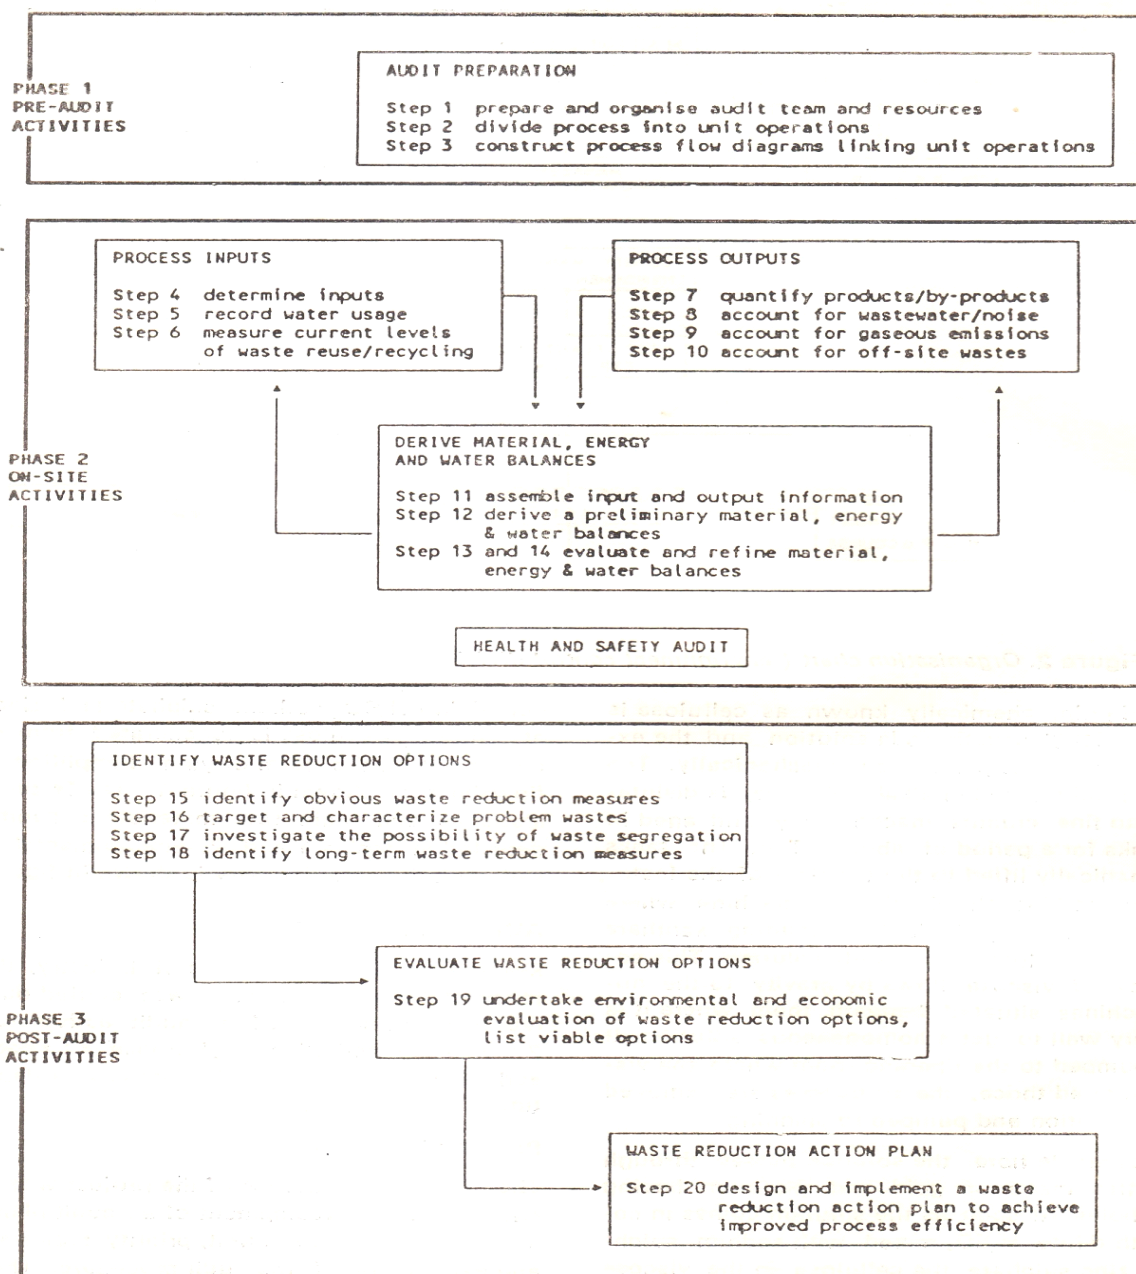 PHASE 1
PRE-AUDIT
ACTIVITIES
AUDIT PREPARATION
Step 1 prepare and organise audit team and resources
Step 2 divide process into unit operations
Step 3 construct process flow diagrams linking unit operations
PHASE 2
ON-SITE
ACTIVITIES
PROCESS INPUTS
Step 4 determine inputs
Step 5 record water usage
Step 6 measure current levels
of waste reuse/recycling
PROCESS OUTPUTS
Step 7 quantify products/by-products
Step 8 account for wastewater/noise
Step 9 account for gaseous emissions
Step 10 account for off-site wastes
DERIVE MATERIAL, ENERGY
AND WATER BALANCES
Step 11 assemble input and output information
Step 12 derive a preliminary material, energy
& water balances
Step 13 and 14 evaluate and refine material,
energy & water balances
HEALTH AND SAFETY AUDIT
PHASE 3
POST-AUDIT
ACTIVITIES
IDENTIFY WASTE REDUCTION OPTIONS
Step 15 identify obvious waste reduction measures
Step 16 target and characterize problem wastes
Step 17 investigate the possibility of waste segregation
Step 18 identify long-term waste reduction measures
EVALUATE WASTE REDUCTION OPTIONS
Step 19 undertake environmental and economic
evaluation of waste reduction options,
list viable options
WASTE REDUCTION ACTION PLAN
Step 20 design and implement a waste
reduction action plan to achieve
improved process efficiency